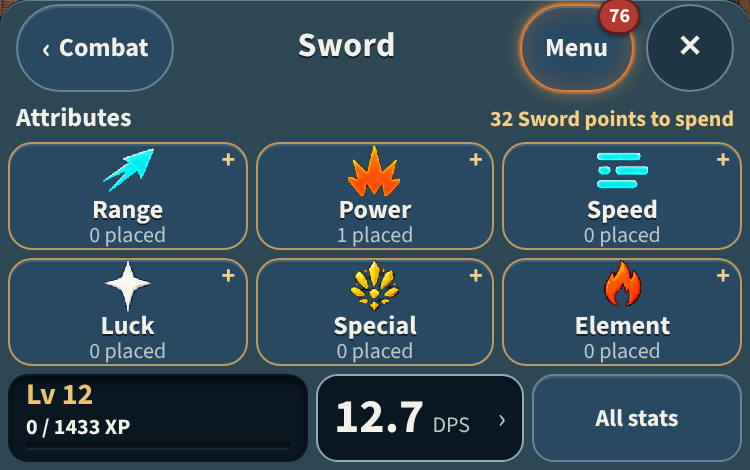 ‹ Combat
Sword
Menu
76
✕
Attributes
32 Sword points to spend
+
Range
0 placed
+
Power
1 placed
+
Speed
0 placed
+
Luck
0 placed
+
Special
0 placed
+
Element
0 placed
Lv 12
0 / 1433 XP
12.7 DPS ›
All stats